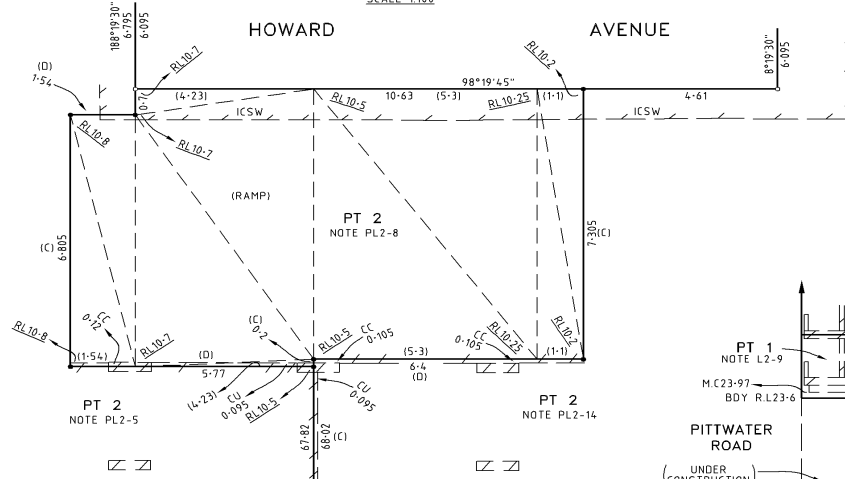 SCALE 1:100
HOWARD AVENUE
188°19'30"
6·795
6·095
RL10·7
RL10·2
8°19'30"
6·095
(D)
1·54
0·7
(4·23)
RL10·5
98°19'45"
10·63
(5·3)
RL10·25
(1·1)
4·61
ICSW
ICSW
RL10·8
RL10·7
(RAMP)
PT 2
NOTE PL2-8
(C)
6·805
7·305
(C)
RL10·8
(1·54)
CC
0·12
RL10·7
(D)
5·77
(4·23)
CU
0·095
RL10·5
(C)
0·2
RL10·5
CC
0·105
(5·3)
6·4
(D)
CC
0·105
RL10·25
RL10·2
(1·1)
CU
0·095
67·82
68·02
(C)
PT 2
NOTE PL2-5
PT 2
NOTE PL2-14
PT 1
NOTE L2-9
M.C23·97
BDY R.L23·6
PITTWATER
ROAD
(UNDER
CONSTRUCTION)